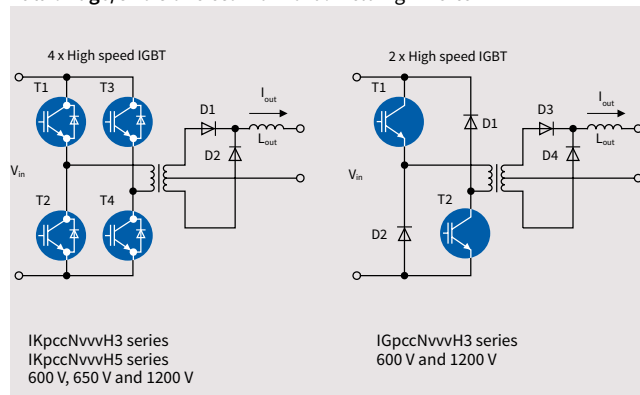 4 x High speed IGBT
T1
T3
D1
I out
L out
D2
V in
T2
T4
IKpccNvvvH3 series
IKpccNvvvH5 series
600 V, 650 V and 1200 V
2 x High speed IGBT
T1
D1
D3
I out
L out
D4
V in
T2
D2
IGpccNvvvH3 series
600 V and 1200 V